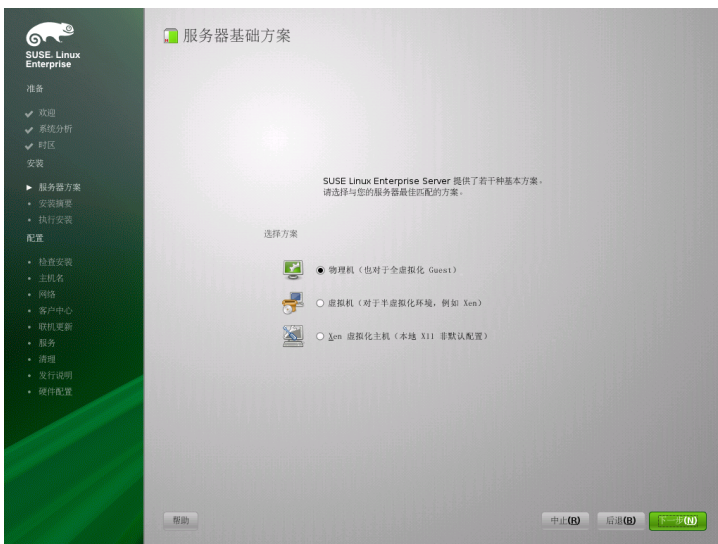 SUSE. Linux
Enterprise
准备
欢迎
系统分析
时区
安装
服务器方案
安装摘要
执行安装
配置
检查安装
主机名
网络
客户中心
联机更新
服务
清理
发行说明
硬件配置
服务器基础方案
SUSE Linux Enterprise Server 提供了若干种基本方案。
请选择与您的服务器最佳匹配的方案。
选择方案
物理机（也对于全虚拟化 Guest）
虚拟机（对于半虚拟化环境，例如 Xen）
Xen 虚拟化主机（本地 X11 非默认配置）
帮助
中止(R)
后退(B)
下一步(N)